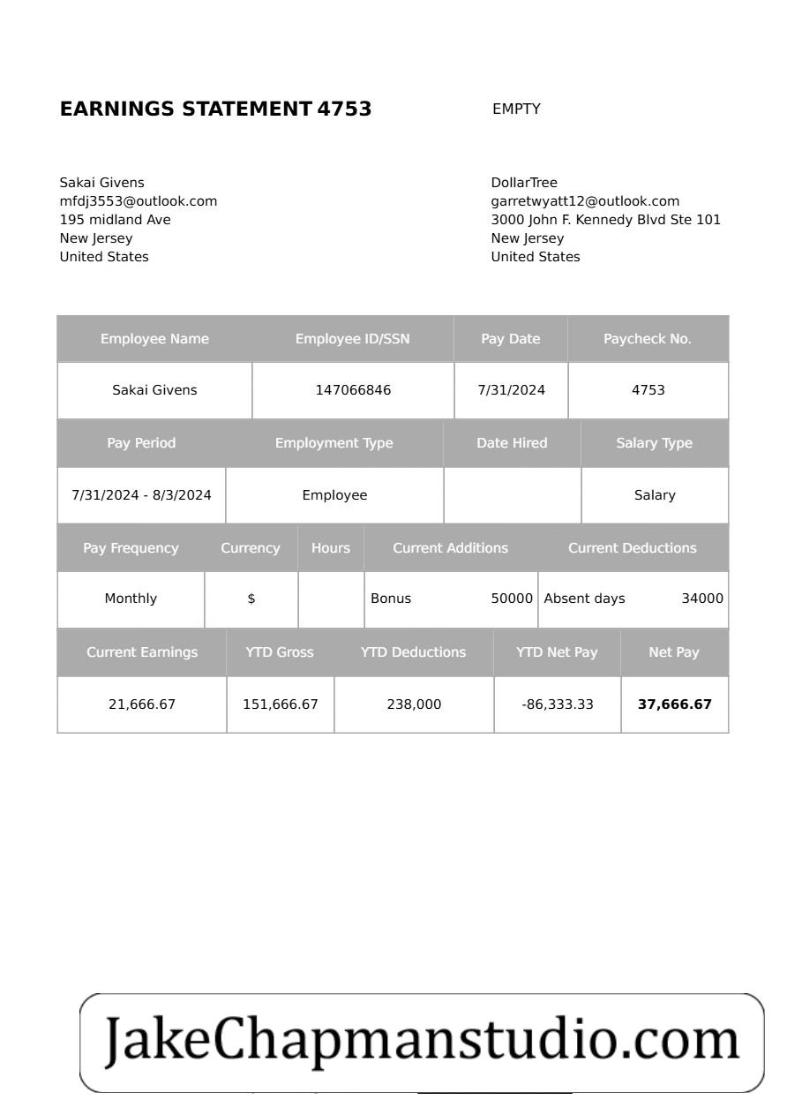 EARNINGS STATEMENT 4753 EMPTY
Sakai Givens DollarTree
mfdj3553@outlook.com garretwyatt12@outlook.com
195 midland Ave 3000 John F. Kennedy Blvd Ste 101
New Jersey New Jersey
United States United States
Employee Name Employee ID/SSN Pay Date Paycheck No.
Sakai Givens 147066846 7/31/2024 4753
Pay Period Employment Type Date Hired Salary Type
7/31/2024 - 8/3/2024 Employee Salary
Pay Frequency Currency Hours Current Additions Current Deductions
Monthly $ Bonus 50000 Absent days 34000
Current Earnings YTD Gross YTD Deductions YTD Net Pay Net Pay
21,666.67 151,666.67 238,000 -86,333.33 37,666.67
JakeChapmanstudio.com